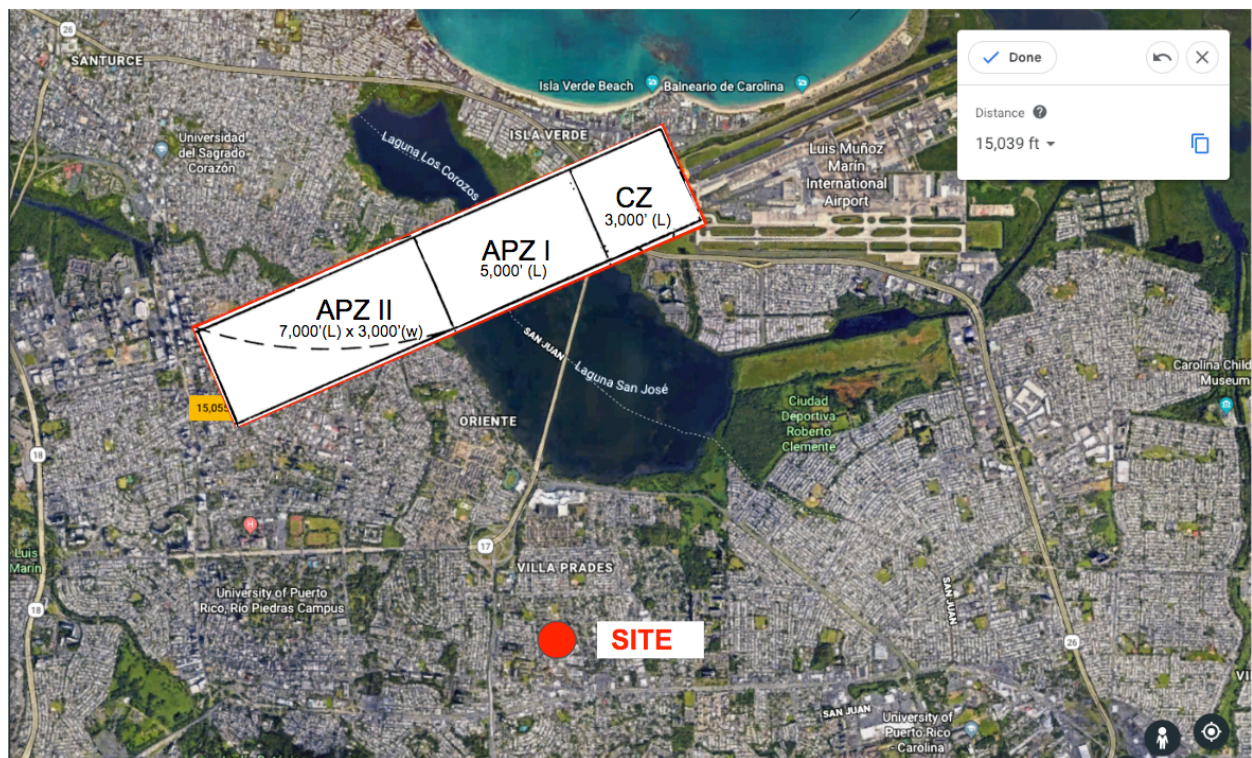 26
SANTURCE
Done
Isla Verde Beach
Balneario de Carolina
Distance
15,039 ft
ISLA VERDE
Universidad
del Sagrado
Corazón
Laguna Los Corozos
Luis Muñoz
Marín
International
Airport
CZ
3,000' (L)
APZ I
5,000' (L)
APZ II
7,000'(L) x 3,000'(w)
SAN JUAN
Laguna San José
Carolina Child
Museum
15,055
Ciudad
Deportiva
Roberto
Clemente
ORIENTE
18
H
17
Luis
Marín
VILLA PRADES
University of Puerto
Rico, Río Piedras Campus
SAN JUAN
18
SITE
26
VI
SAN JUAN
University of
Puerto Rico
- Carolina